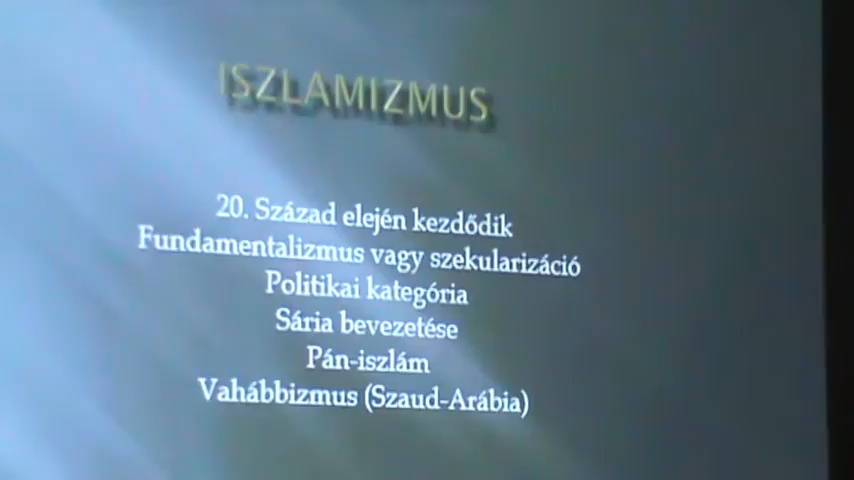 ISZLAMIZMUS
20. Század elején kezdődik
Fundamentalizmus vagy szekularizáció
Politikai kategória
Sária bevezetése
Pán-iszlám
Vahábbizmus (Szaud-Arábia)